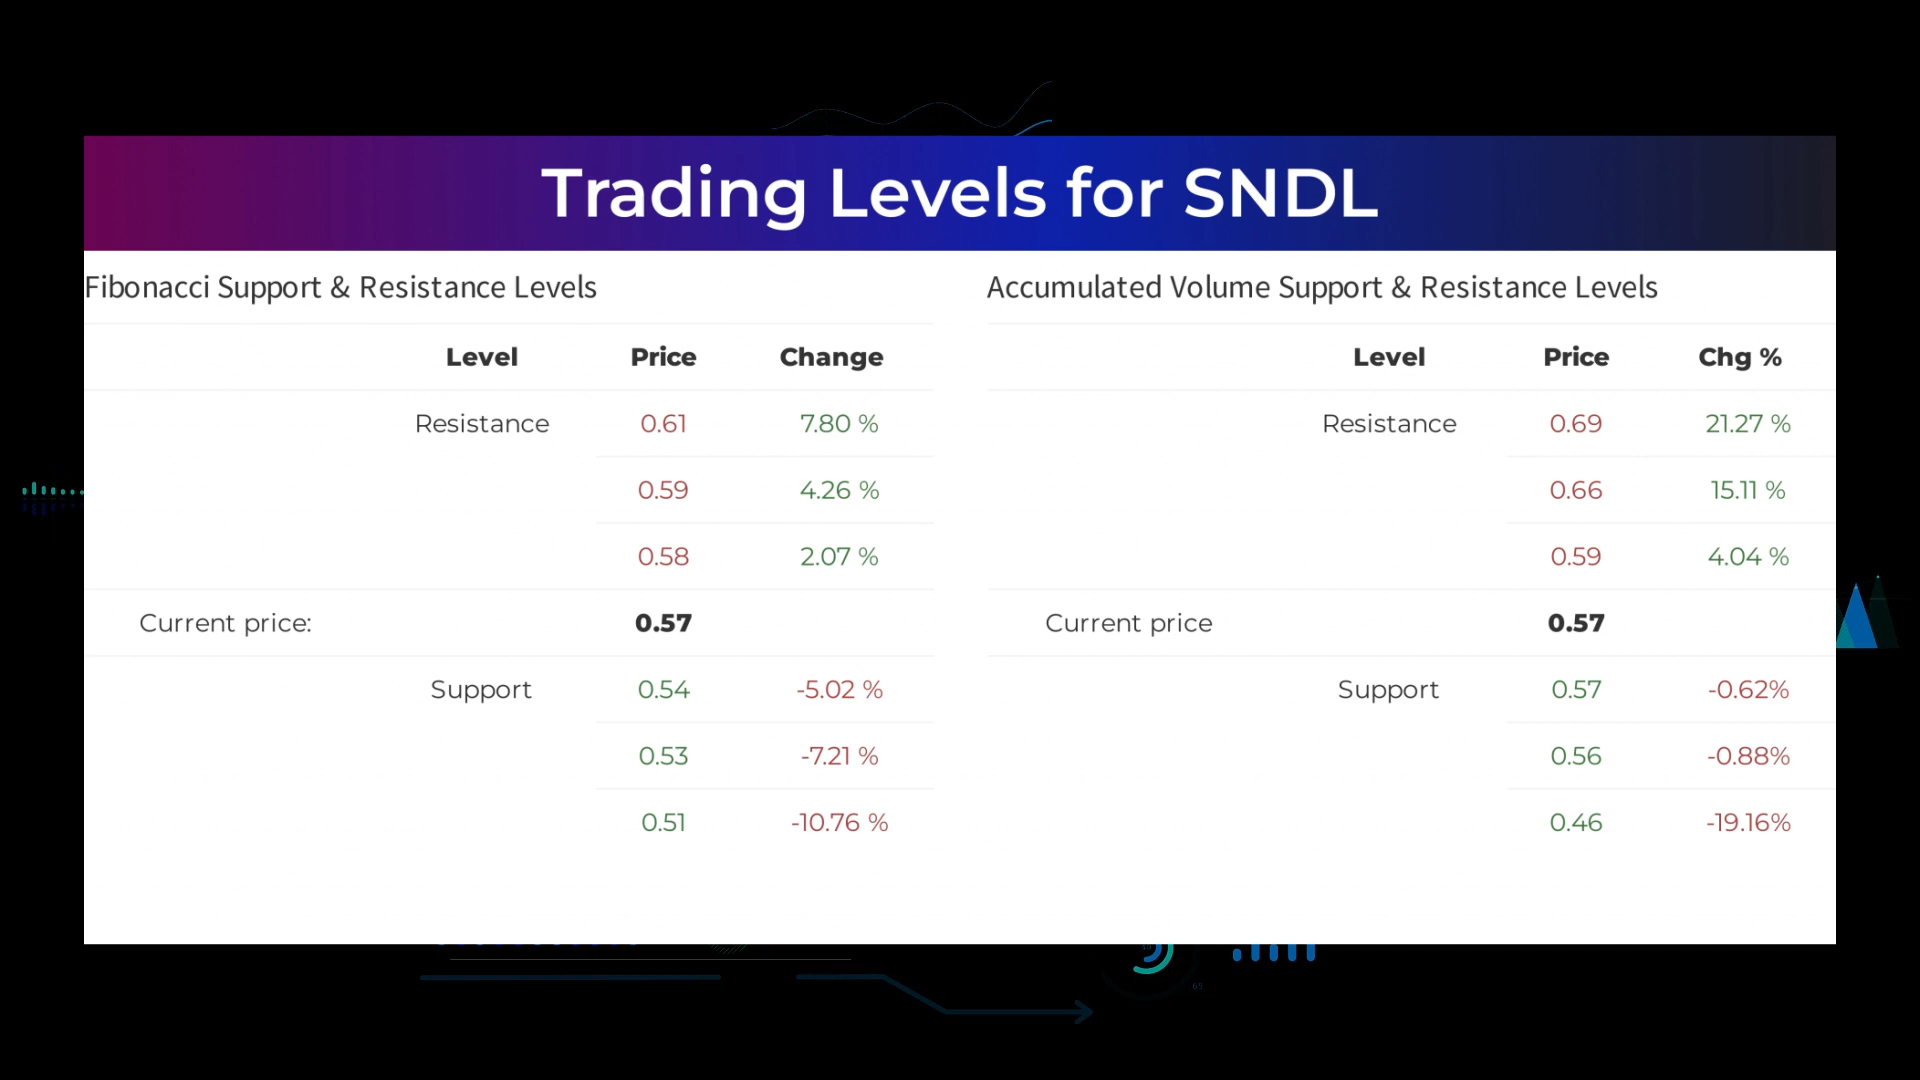 Trading Levels for SNDL
Fibonacci Support & Resistance Levels
Level Price Change
Resistance 0.61 7.80 %
0.59 4.26 %
0.58 2.07 %
Current price: 0.57
Support 0.54 -5.02 %
0.53 -7.21 %
0.51 -10.76 %
Accumulated Volume Support & Resistance Levels
Level Price Chg %
Resistance 0.69 21.27 %
0.66 15.11 %
0.59 4.04 %
Current price 0.57
Support 0.57 -0.62%
0.56 -0.88%
0.46 -19.16%